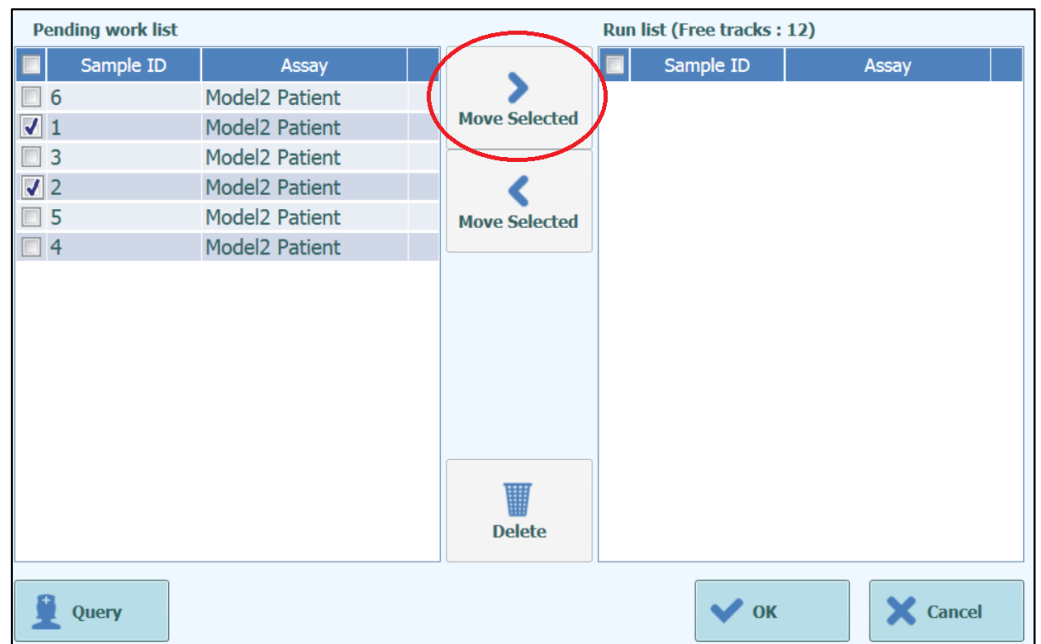 Pending work list
Run list (Free tracks : 12)
Sample ID Assay
Sample ID Assay
6 Model2 Patient
1 Model2 Patient
3 Model2 Patient
2 Model2 Patient
5 Model2 Patient
4 Model2 Patient
Move Selected
Move Selected
Delete
Query
OK
Cancel